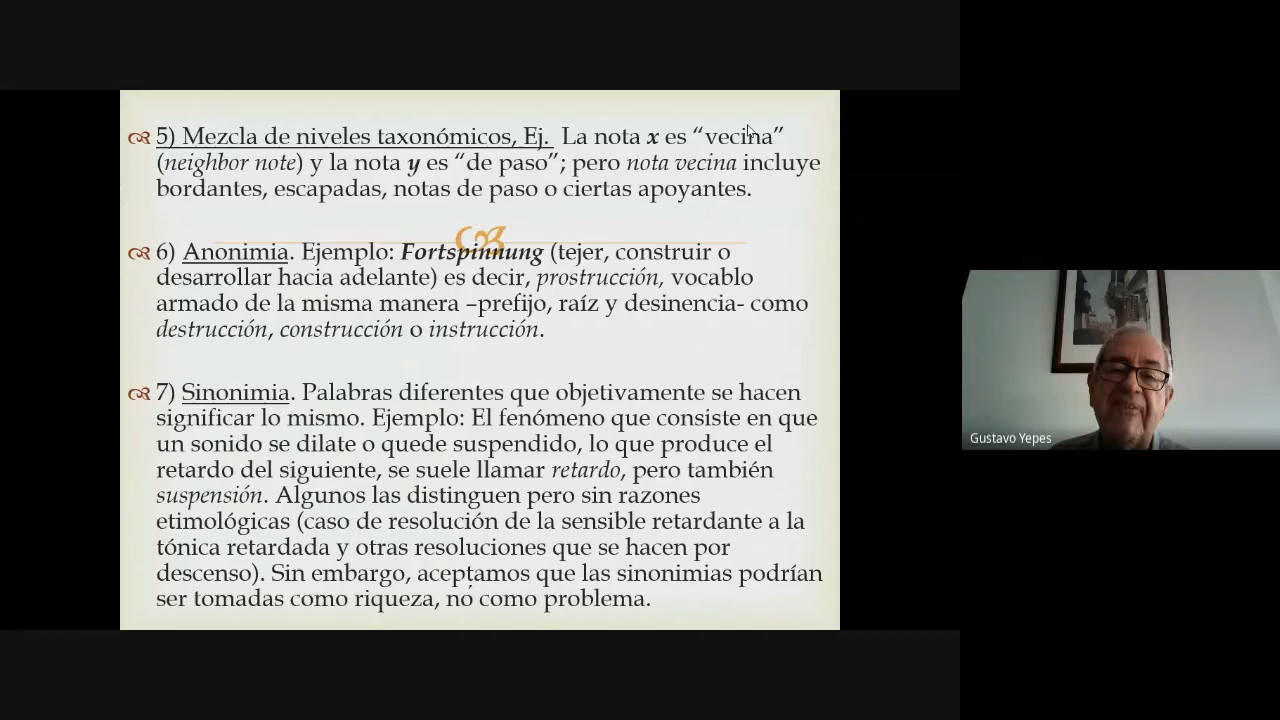 5) Mezcla de niveles taxonómicos, Ej. La nota x es “vecina”
(neighbor note) y la nota y es “de paso”; pero nota vecina incluye
bordantes, escapadas, notas de paso o ciertas apoyantes.
6) Anonimia. Ejemplo: Fortspinnung (tejer, construir o
desarrollar hacia adelante) es decir, prostrucción, vocablo
armado de la misma manera –prefijo, raíz y desinencia- como
destrucción, construcción o instrucción.
7) Sinonimia. Palabras diferentes que objetivamente se hacen
significar lo mismo. Ejemplo: El fenómeno que consiste en que
un sonido se dilate o quede suspendido, lo que produce el
retardo del siguiente, se suele llamar retardo, pero también
suspensión. Algunos las distinguen pero sin razones
etimológicas (caso de resolución de la sensible retardante a la
tónica retardada y otras resoluciones que se hacen por
descenso). Sin embargo, aceptamos que las sinonimias podrían
ser tomadas como riqueza, nó como problema.
Gustavo Yepes